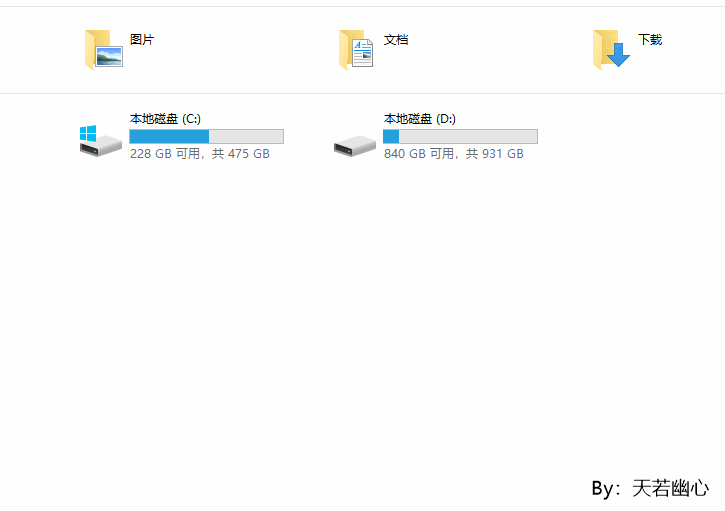 图片
文档
下载
本地磁盘 (C:)
本地磁盘 (D:)
228 GB 可用，共 475 GB
840 GB 可用，共 931 GB
By：天若幽心